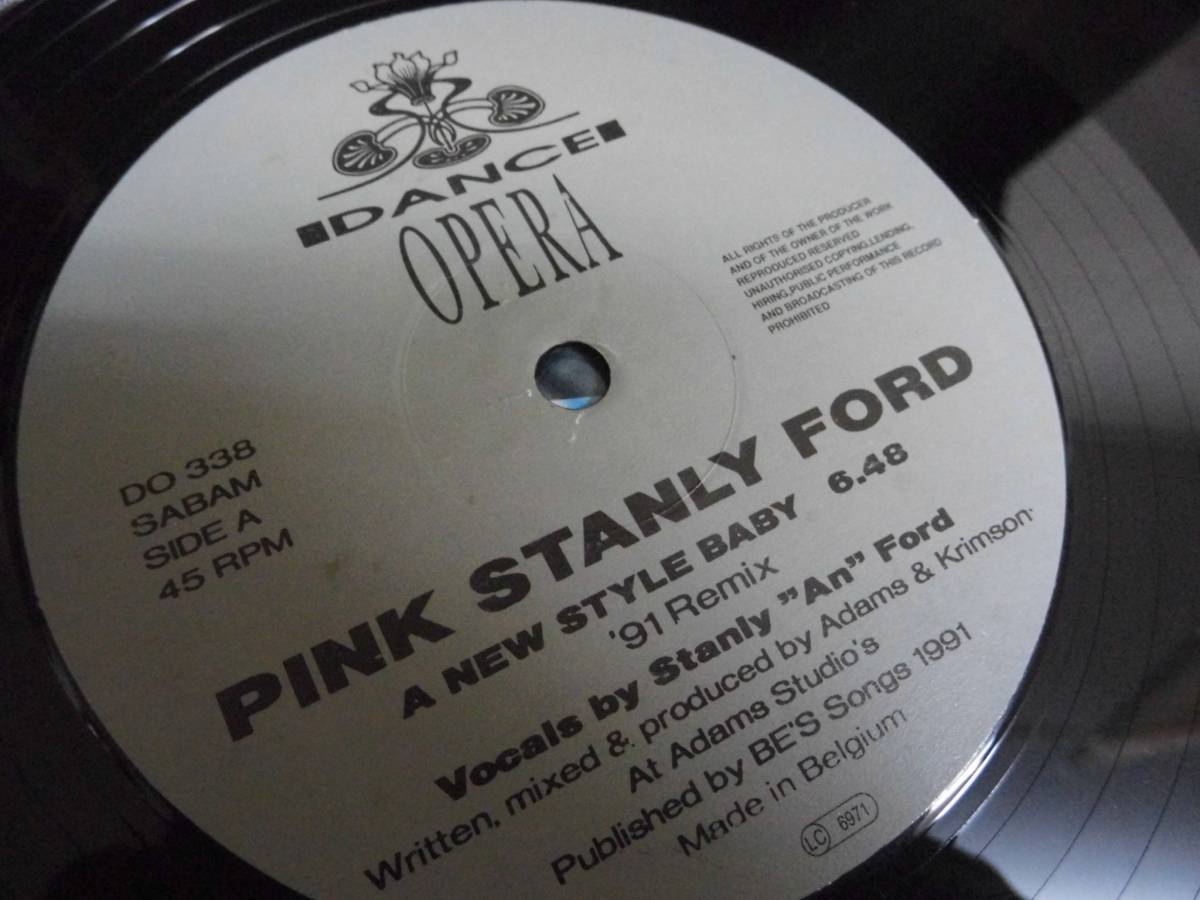 DANCE
OPERA
ALL RIGHTS OF THE PRODUCER
AND OF THE OWNER OF THE WORK
REPRODUCED RESERVED
UNAUTHORISED COPYING,LENDING,
HIRING,PUBLIC PERFORMANCE
AND BROADCASTING OF THIS RECORD
PROHIBITED
DO 338
SABAM
SIDE A
45 RPM
PINK STANLY FORD
A NEW STYLE BABY 6.48
'91 Remix
Vocals by Stanly ”An” Ford
Written, mixed & produced by Adams & Krimson
At Adams Studio's
Published by BE'S Songs 1991
Made in Belgium
LC 6971